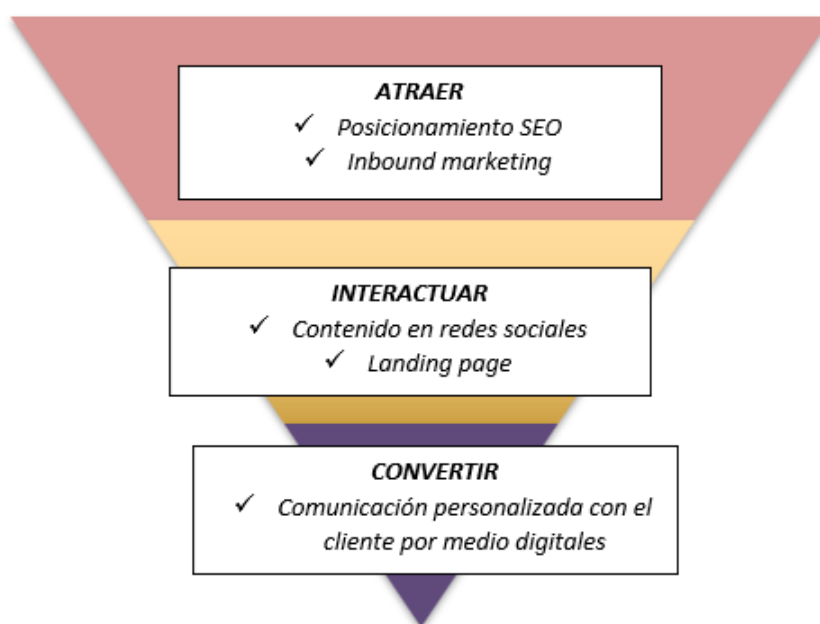 ATRAER
✓ Posicionamiento SEO
✓ Inbound marketing
INTERACTUAR
✓ Contenido en redes sociales
✓ Landing page
CONVERTIR
✓ Comunicación personalizada con el
cliente por medio digitales